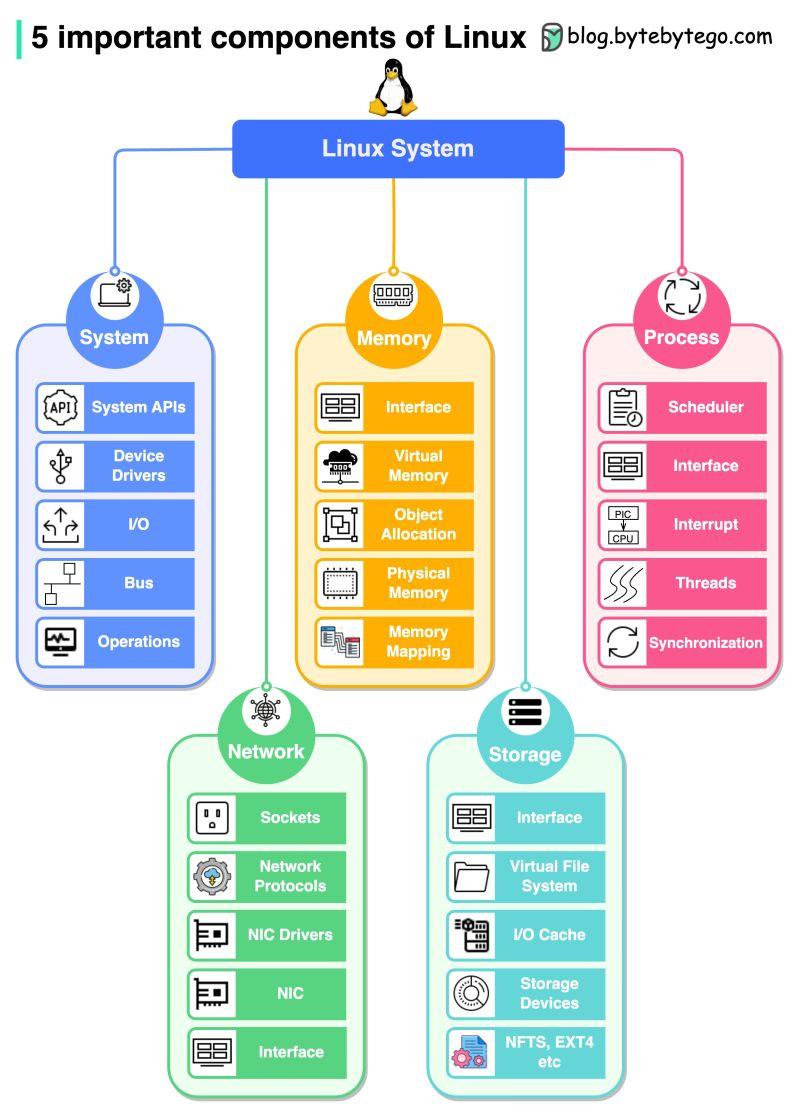 5 important components of Linux
blog.bytebytego.com
Linux System
System
System APIs
API
Device
Drivers
I/O
Bus
Operations
Memory
Interface
Virtual
Memory
Object
Allocation
Physical
Memory
Memory
Mapping
Process
Scheduler
Interface
PIC
CPU
Interrupt
Threads
Synchronization
Network
Sockets
Network
Protocols
NIC Drivers
NIC
Interface
Storage
Interface
Virtual File
System
I/O Cache
Storage
Devices
NFTS, EXT4
etc